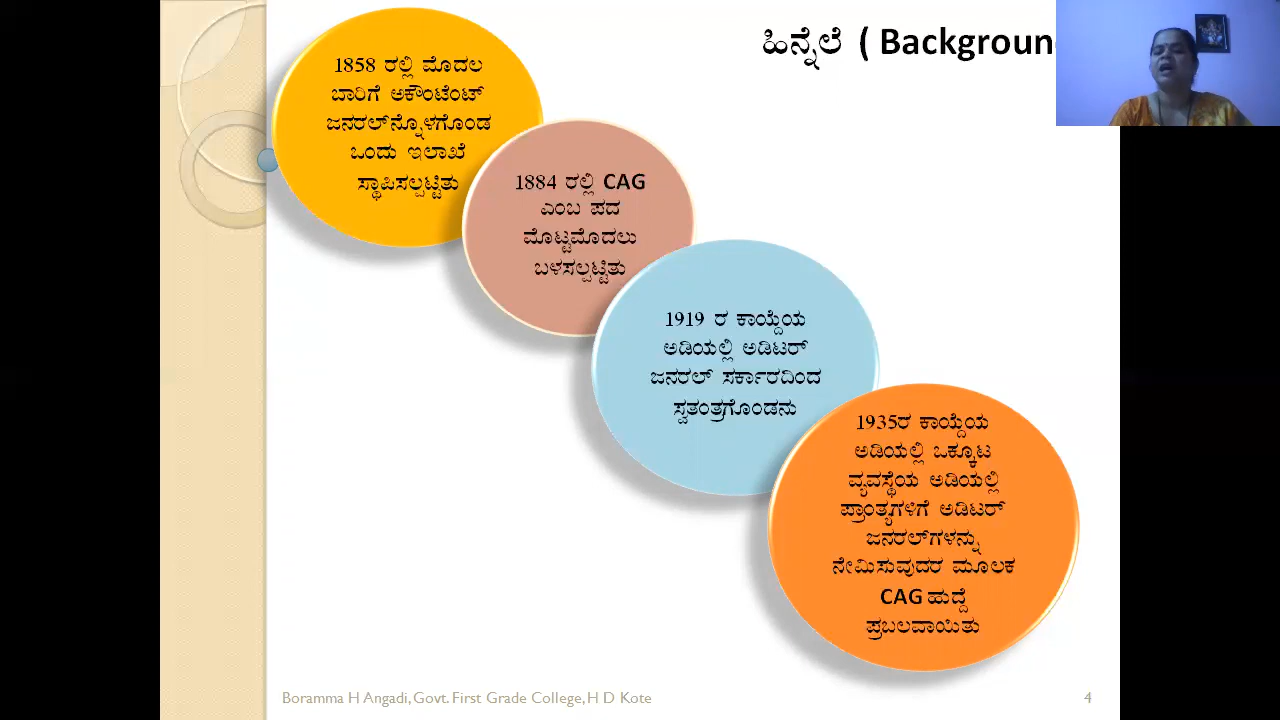 ಹಿನ್ನೆಲೆ ( Backgroun
1858 ರಲ್ಲಿ ಮೊದಲ
ಬಾರಿಗೆ ಅಕೌಂಟೆಂಟ್
ಜನರಲ್‌ನ್ನೊಳಗೊಂಡ
ಒಂದು ಇಲಾಖೆ
ಸ್ಥಾಪಿಸಲ್ಪಟ್ಟಿತು
1884 ರಲ್ಲಿ CAG
ಎಂಬ ಪದ
ಮೊಟ್ಟಮೊದಲು
ಬಳಸಲ್ಪಟ್ಟಿತು
1919 ರ ಕಾಯ್ದೆಯ
ಅಡಿಯಲ್ಲಿ ಅಡಿಟರ್
ಜನರಲ್ ಸರ್ಕಾರದಿಂದ
ಸ್ವತಂತ್ರಗೊಂಡನು
1935ರ ಕಾಯ್ದೆಯ
ಅಡಿಯಲ್ಲಿ ಒಕ್ಕೂಟ
ವ್ಯವಸ್ಥೆಯ ಅಡಿಯಲ್ಲಿ
ಪ್ರಾಂತ್ಯಗಳಿಗೆ ಅಡಿಟರ್
ಜನರಲ್‌ಗಳನ್ನು
ನೇಮಿಸುವುದರ ಮೂಲಕ
CAG ಹುದ್ದೆ
ಪ್ರಬಲವಾಯಿತು
Boramma H Angadi, Govt. First Grade College, H D Kote
4